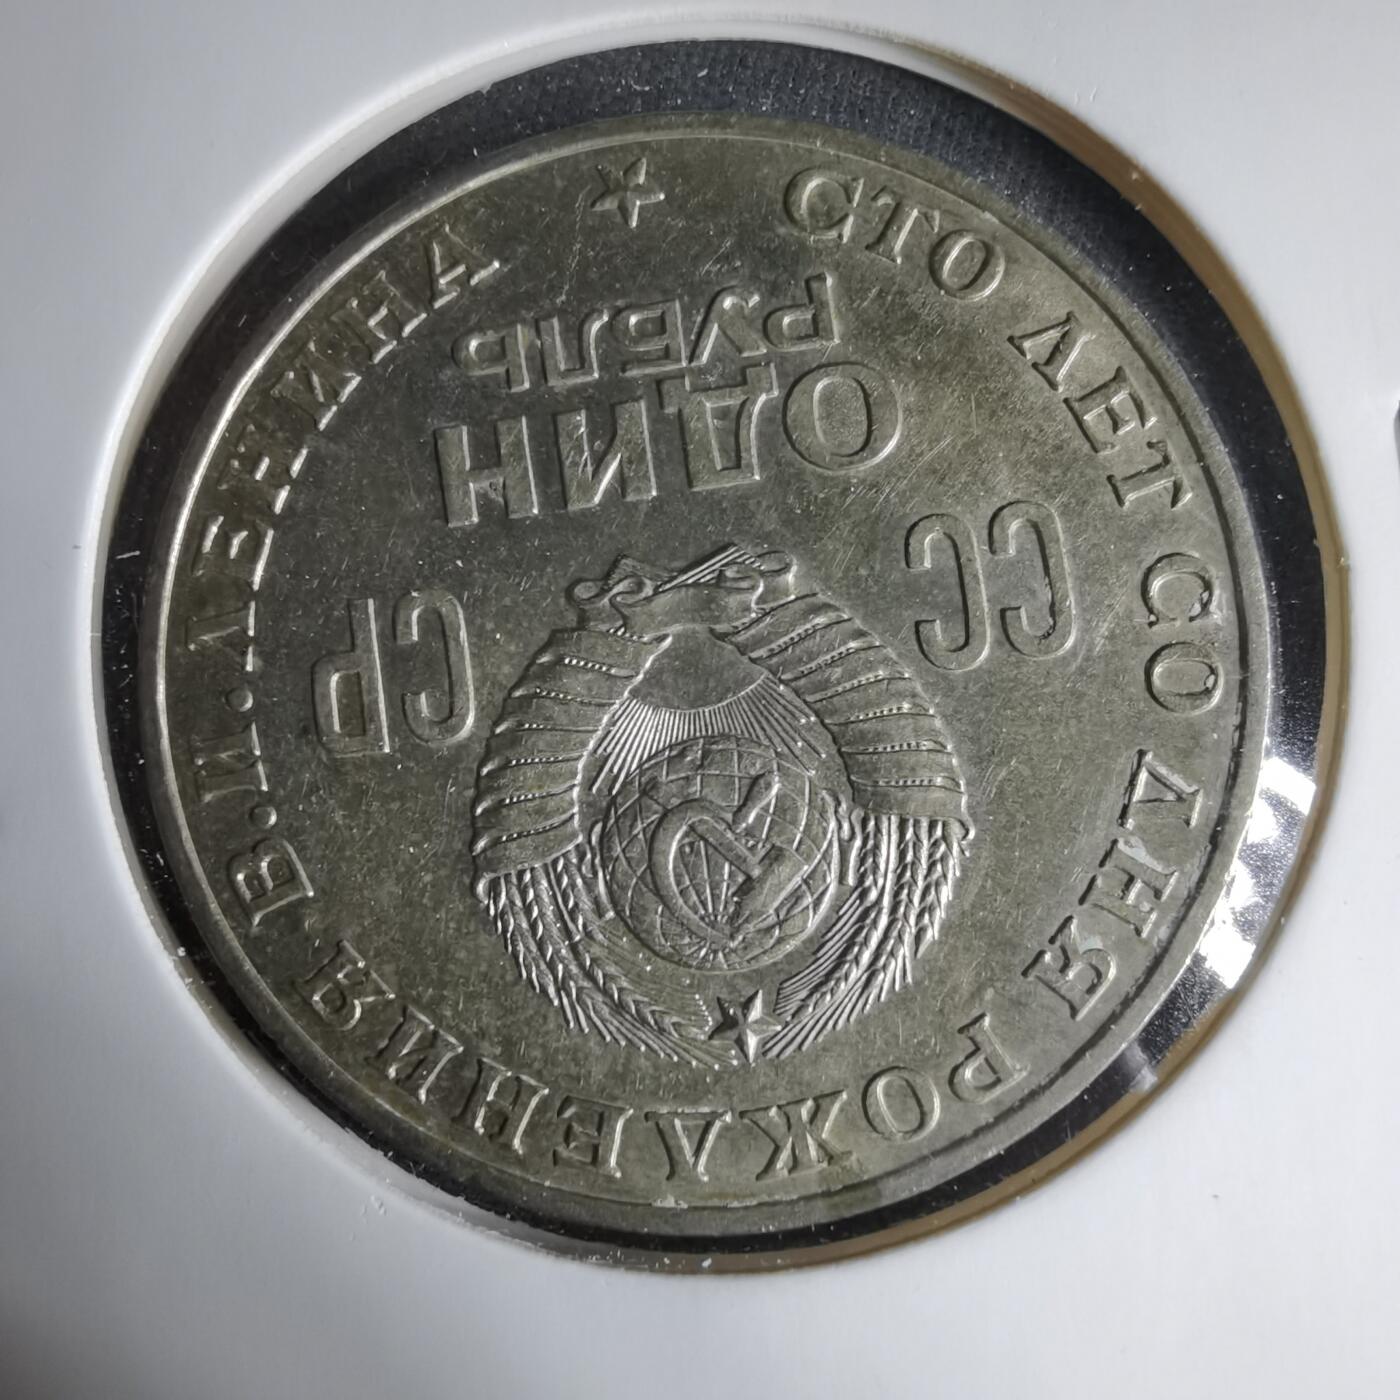 СТО ЛЕТ СО ДНЯ РОЖДЕНИЯ В.И.ЛЕНИНА
СС СР
ОДИН
РУБЛЬ